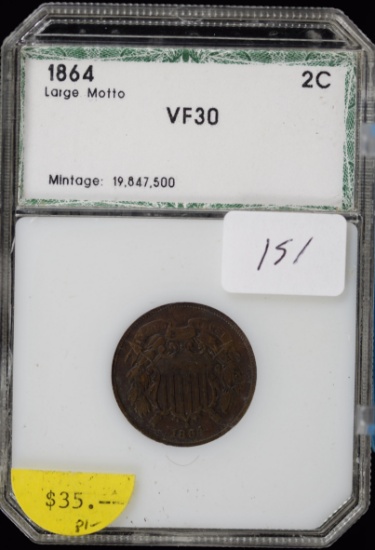 1864 2C
Large Motto
VF30
Mintage: 19,847,500
151
$35.